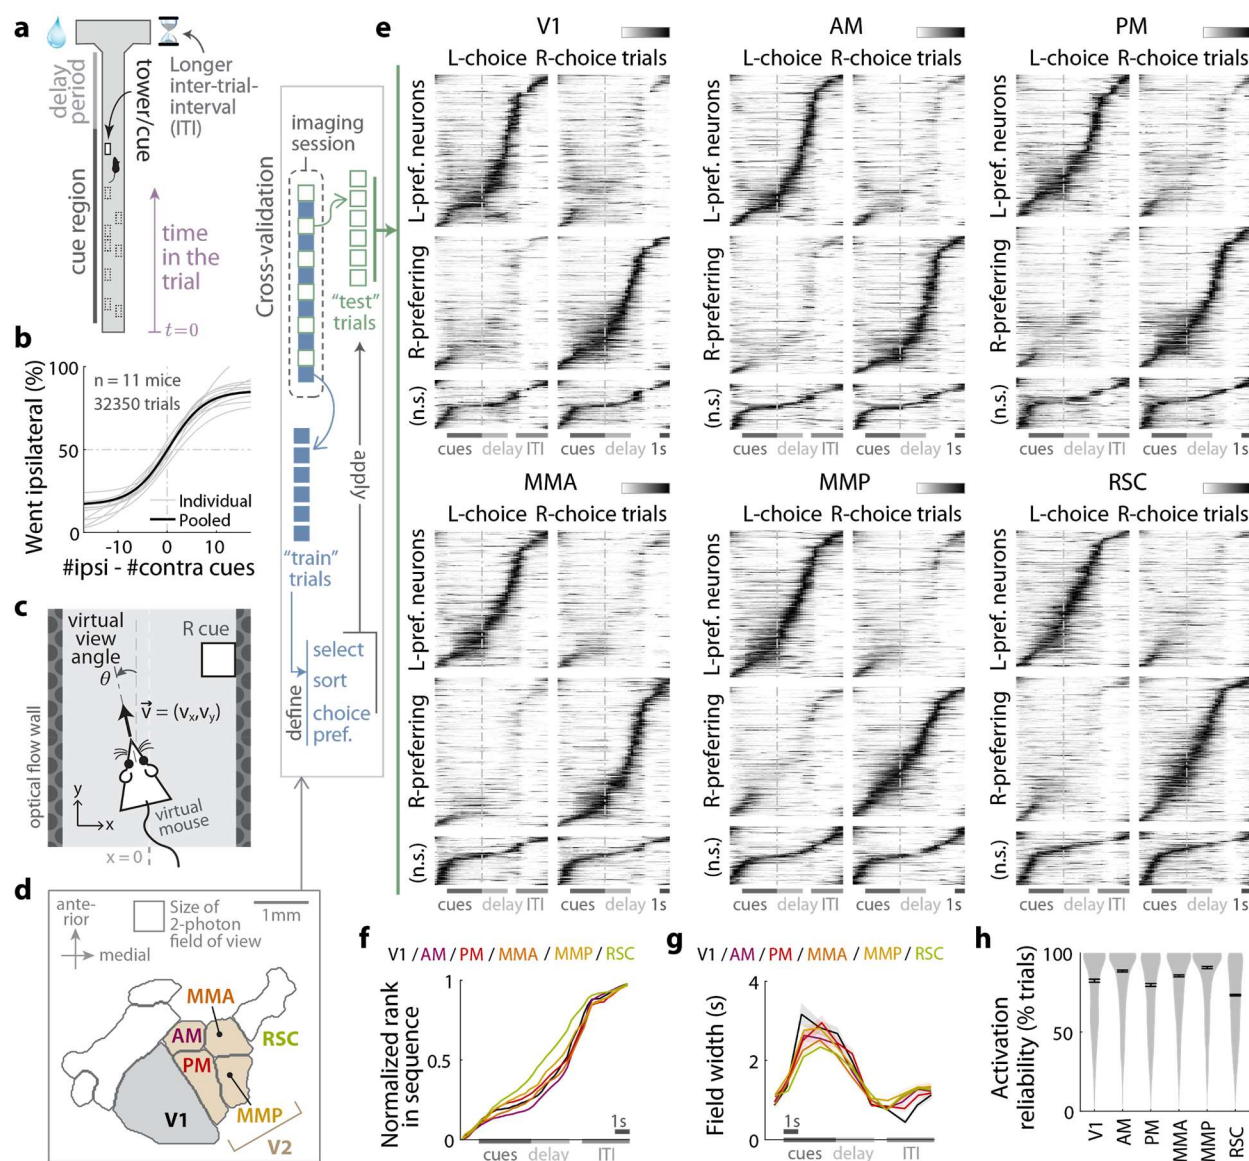 a
delay
period
cue region
tower/cue
Longer
inter-trial-
interval
(ITI)
time
in the
trial
t=0
b
Went ipsilateral (%)
100
50
0
n = 11 mice
32350 trials
Individual
Pooled
-10 0 10
#ipsi - #contra cues
c
virtual
view
angle
θ
R cue
v = (vx,vy)
optical flow wall
y
x
virtual
mouse
x = 0
d
ante-
rior
medial
Size of
2-photon
field of view
1mm
MMA
AM
RSC
PM
V1
MMP
V2
imaging
session
Cross-validation
"test"
trials
apply
"train"
trials
define
select
sort
choice
pref.
e
V1
L-choice R-choice trials
L-pref. neurons
R-preferring
(n.s.)
cues delay ITI cues delay 1s
AM
L-choice R-choice trials
L-pref. neurons
R-preferring
(n.s.)
cues delay ITI cues delay 1s
PM
L-choice R-choice trials
L-pref. neurons
R-preferring
(n.s.)
cues delay ITI cues delay 1s
MMA
L-choice R-choice trials
L-pref. neurons
R-preferring
(n.s.)
cues delay ITI cues delay 1s
MMP
L-choice R-choice trials
L-pref. neurons
R-preferring
(n.s.)
cues delay ITI cues delay 1s
RSC
L-choice R-choice trials
L-pref. neurons
R-preferring
(n.s.)
cues delay ITI cues delay 1s
f
V1 / AM / PM / MMA / MMP / RSC
Normalized rank
in sequence
1
0.5
0
1s
cues delay ITI
g
V1 / AM / PM / MMA / MMP / RSC
Field width (s)
4
2
0
1s
cues delay ITI
h
Activation
reliability (% trials)
100
50
0
V1
AM
PM
MMA
MMP
RSC